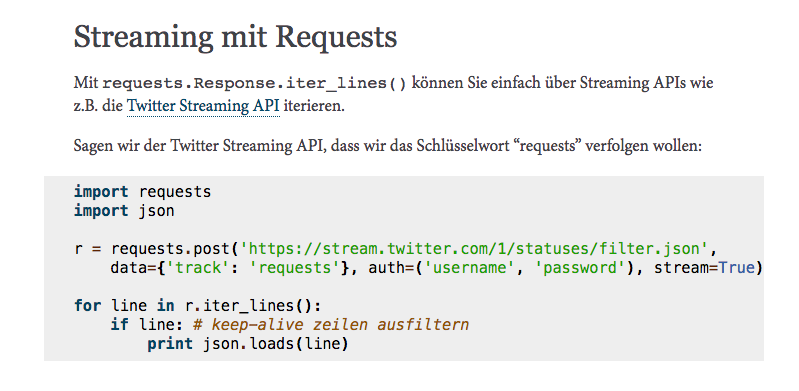 Streaming mit Requests
Mit requests.Response.iter_lines() können Sie einfach über Streaming APIs wie
z.B. die Twitter Streaming API iterieren.
Sagen wir der Twitter Streaming API, dass wir das Schlüsselwort “requests” verfolgen wollen:
import requests
import json
r = requests.post('https://stream.twitter.com/1/statuses/filter.json',
    data={'track': 'requests'}, auth=('username', 'password'), stream=True)
for line in r.iter_lines():
    if line: # keep-alive zeilen ausfiltern
        print json.loads(line)